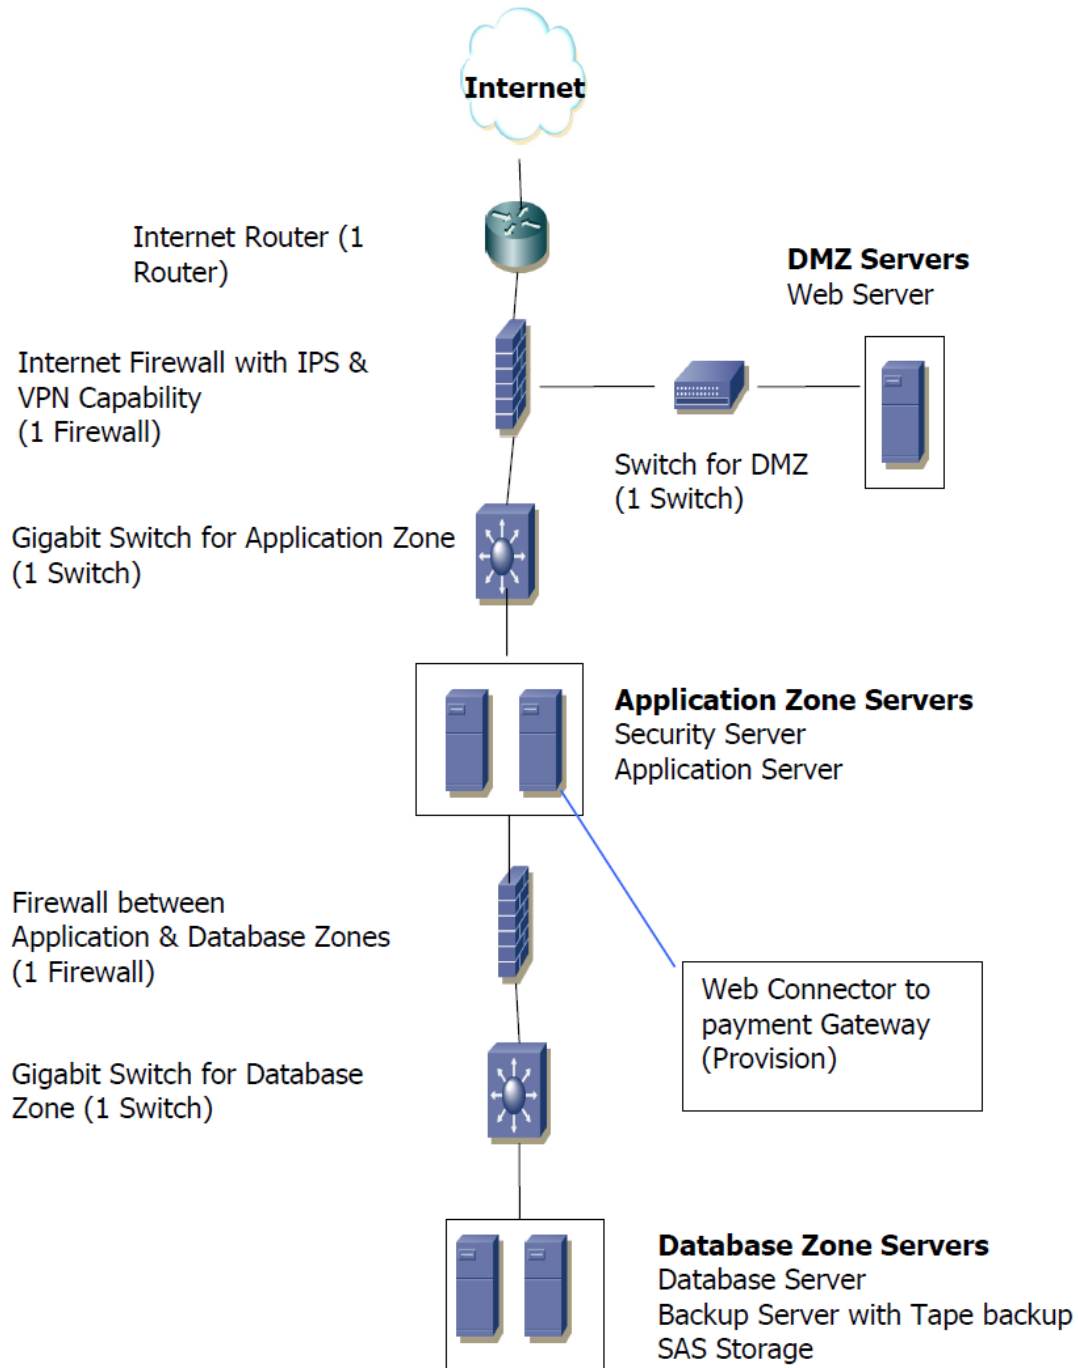 Internet
Internet Router (1
Router)
DMZ Servers
Web Server
Internet Firewall with IPS &
VPN Capability
(1 Firewall)
Switch for DMZ
(1 Switch)
Gigabit Switch for Application Zone
(1 Switch)
Application Zone Servers
Security Server
Application Server
Firewall between
Application & Database Zones
(1 Firewall)
Web Connector to
payment Gateway
(Provision)
Gigabit Switch for Database
Zone (1 Switch)
Database Zone Servers
Database Server
Backup Server with Tape backup
SAS Storage